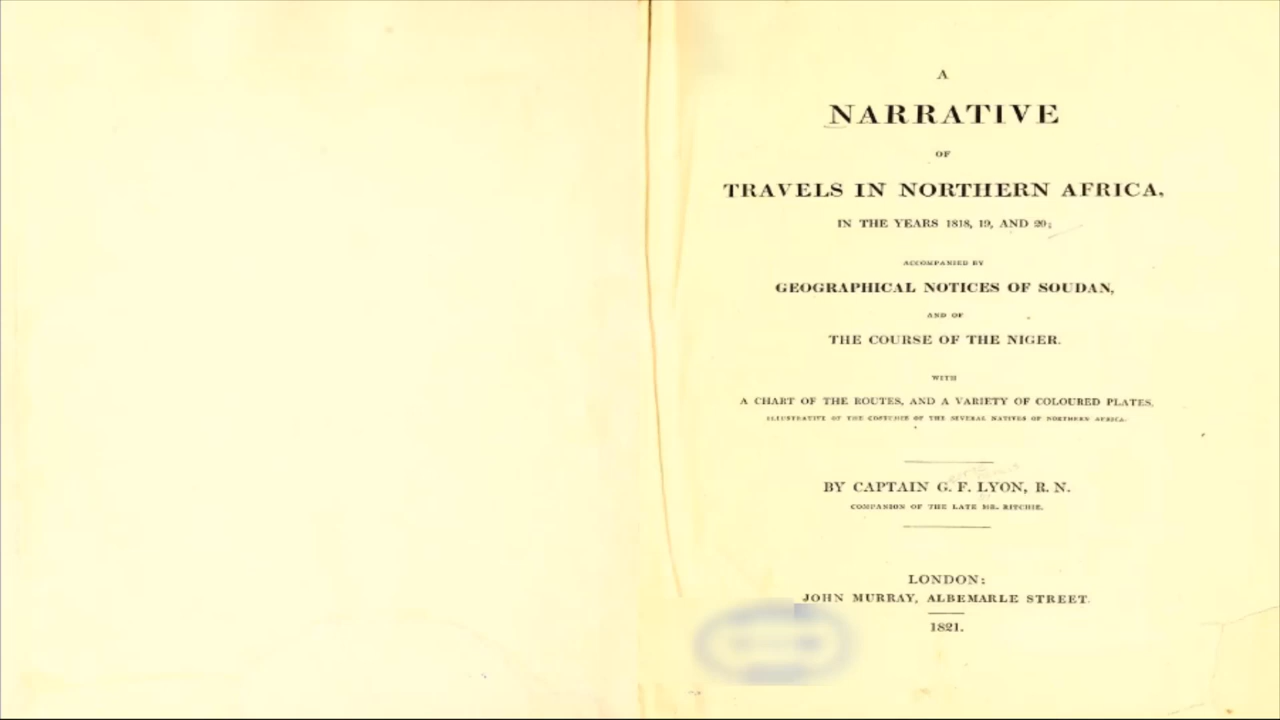 A
NARRATIVE
OF
TRAVELS IN NORTHERN AFRICA,
IN THE YEARS 1818, 19, AND 20;
ACCOMPANIED BY
GEOGRAPHICAL NOTICES OF SOUDAN,
AND OF
THE COURSE OF THE NIGER.
WITH
A CHART OF THE ROUTES, AND A VARIETY OF COLOURED PLATES,
ILLUSTRATIVE OF THE COSTUMES OF THE SEVERAL NATIVES OF NORTHERN AFRICA.
BY CAPTAIN G. F. LYON, R. N.
COMPANION OF THE LATE MR. RITCHIE.
LONDON:
JOHN MURRAY, ALBEMARLE STREET.
1821.